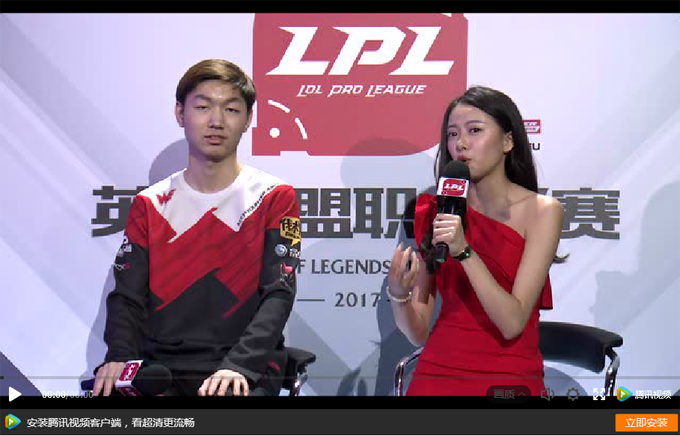 LPL
LOL PRO LEAGUE
LPL
WE
英 盟职 赛
F LEGENDS
2017
00:00/00:00
画质
腾讯视频
安装腾讯视频客户端，看超清更流畅
立即安装